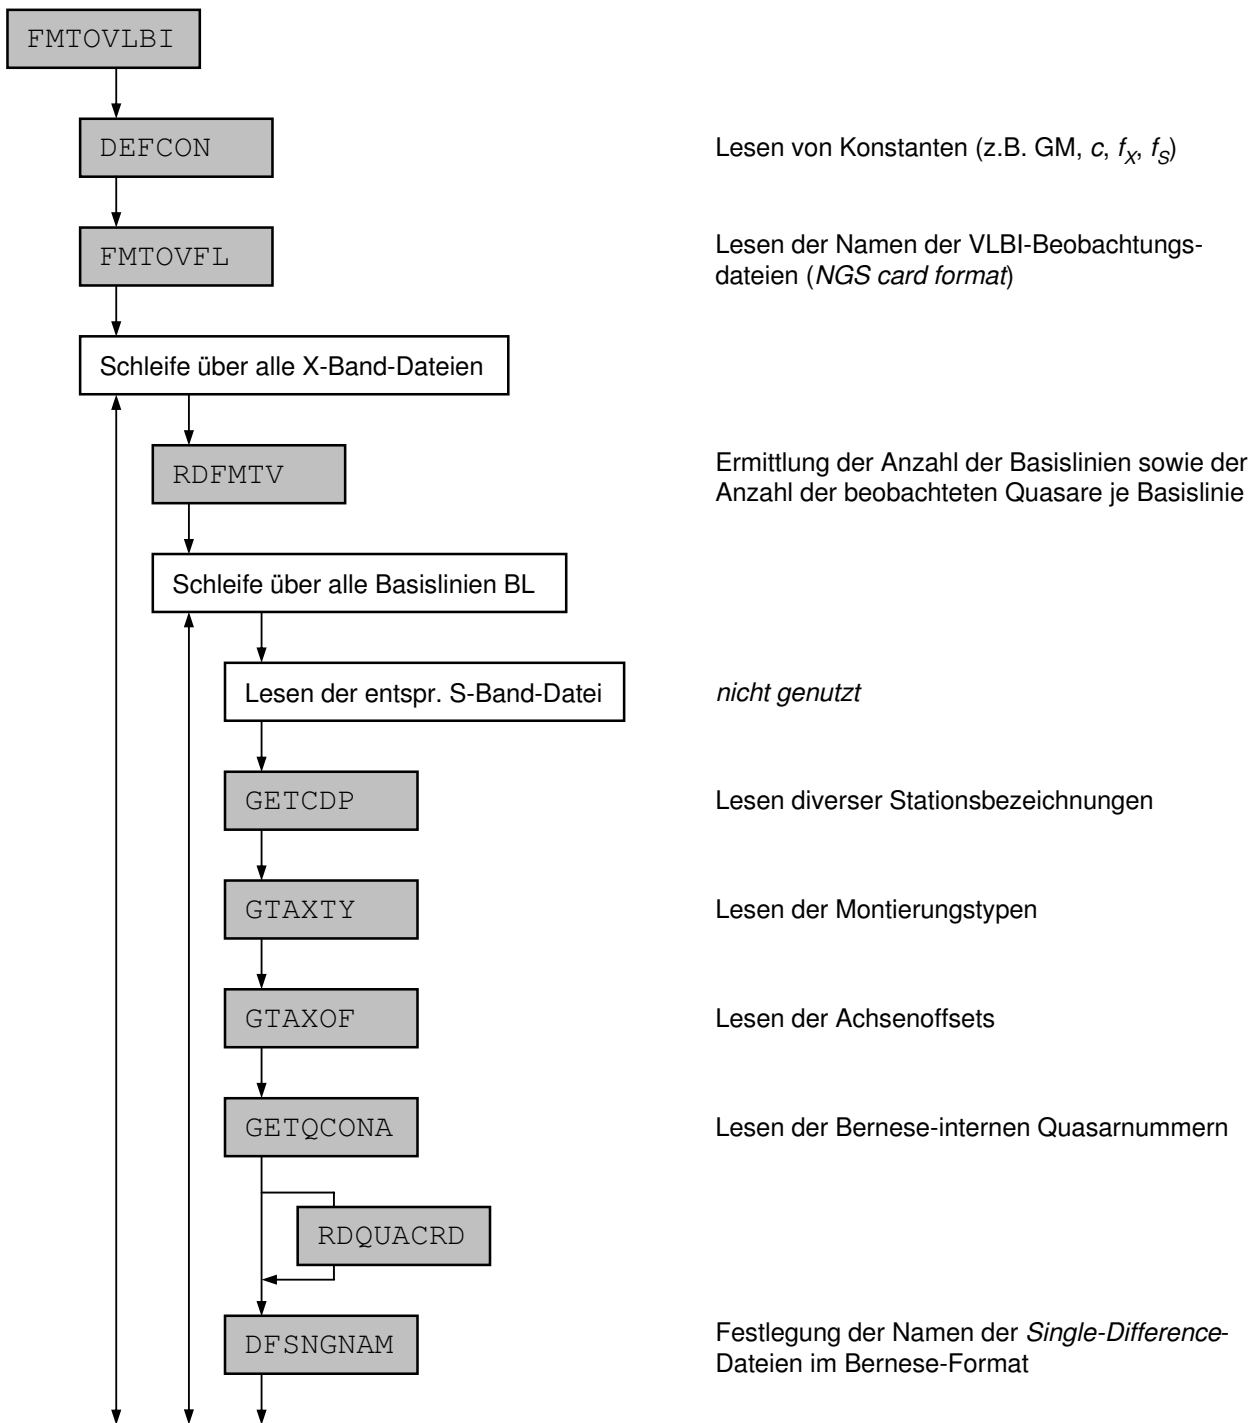 FMTOVLBI
DEFCON
Lesen von Konstanten (z.B. GM, c, f_X, f_S)
FMTOVFL
Lesen der Namen der VLBI-Beobachtungs-
dateien (NGS card format)
Schleife über alle X-Band-Dateien
RDFMTV
Ermittlung der Anzahl der Basislinien sowie der
Anzahl der beobachteten Quasare je Basislinie
Schleife über alle Basislinien BL
Lesen der entspr. S-Band-Datei
nicht genutzt
GETCDP
Lesen diverser Stationsbezeichnungen
GTAXTY
Lesen der Montierungstypen
GTAXOF
Lesen der Achsenoffsets
GETQCONA
Lesen der Bernese-internen Quasarnummern
RDQUACRD
DFSNGNAM
Festlegung der Namen der Single-Difference-
Dateien im Bernese-Format